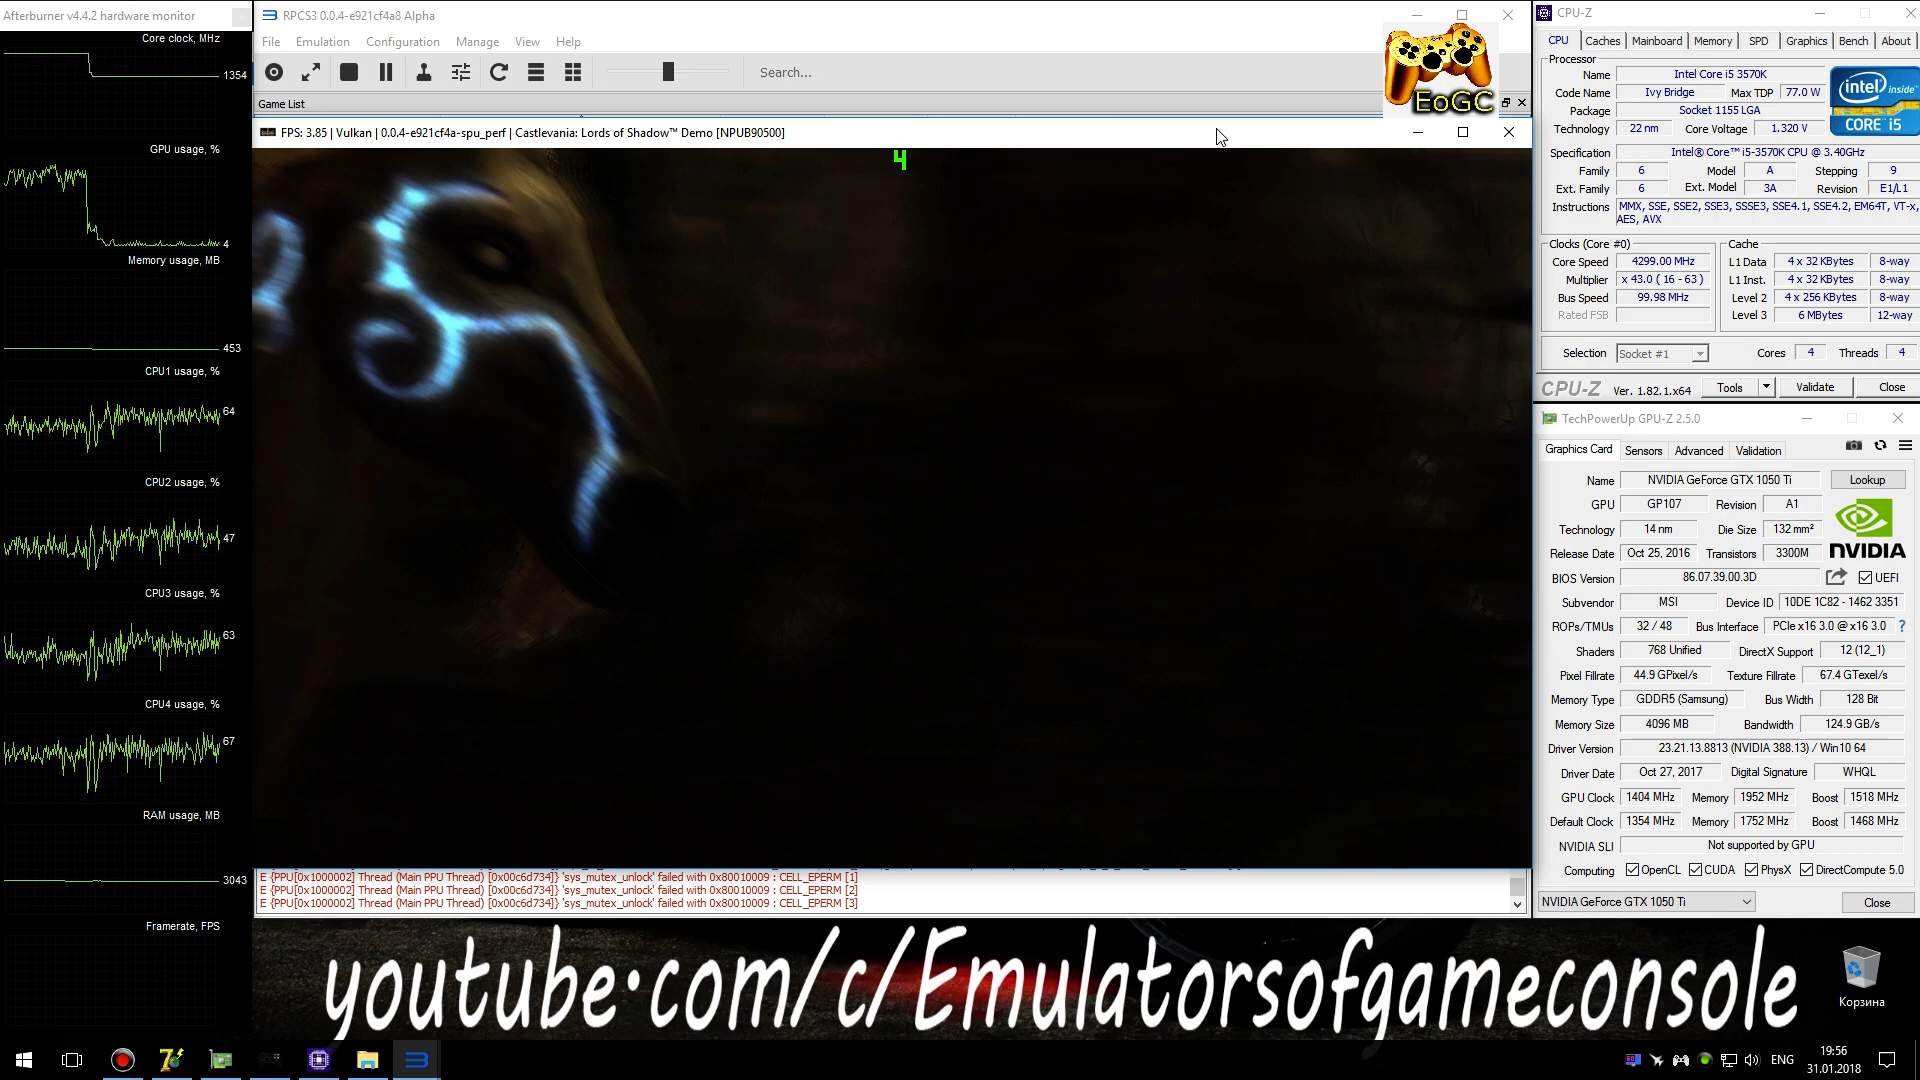 Afterburner v4.4.2 hardware monitor
Core clock, MHz
1354
GPU usage, %
4
Memory usage, MB
453
CPU1 usage, %
64
CPU2 usage, %
47
CPU3 usage, %
63
CPU4 usage, %
67
RAM usage, MB
3043
Framerate, FPS
RPCS3 0.0.4-e921cf4a8 Alpha
File Emulation Configuration Manage View Help
Search...
EoGC
Game List
FPS: 3.85 | Vulkan | 0.0.4-e921cf4a-spu_perf | Castlevania: Lords of Shadow™ Demo [NPUB90500]
4
E {PPU[0x1000002] Thread (Main PPU Thread) [0x00c6d734]} 'sys_mutex_unlock' failed with 0x80010009 : CELL_EPERM [1]
E {PPU[0x1000002] Thread (Main PPU Thread) [0x00c6d734]} 'sys_mutex_unlock' failed with 0x80010009 : CELL_EPERM [2]
E {PPU[0x1000002] Thread (Main PPU Thread) [0x00c6d734]} 'sys_mutex_unlock' failed with 0x80010009 : CELL_EPERM [3]
CPU-Z
CPU Caches Mainboard Memory SPD Graphics Bench About
Processor
Name Intel Core i5 3570K
Code Name Ivy Bridge Max TDP 77.0 W
Package Socket 1155 LGA
Technology 22 nm Core Voltage 1.320 V
intel inside™
CORE i5
Specification Intel® Core™ i5-3570K CPU @ 3.40GHz
Family 6 Model A Stepping 9
Ext. Family 6 Ext. Model 3A Revision E1/L1
Instructions MMX, SSE, SSE2, SSE3, SSSE3, SSE4.1, SSE4.2, EM64T, VT-x,
AES, AVX
Clocks (Core #0) Cache
Core Speed 4299.00 MHz L1 Data 4 x 32 KBytes 8-way
Multiplier x 43.0 ( 16 - 63 ) L1 Inst. 4 x 32 KBytes 8-way
Bus Speed 99.98 MHz Level 2 4 x 256 KBytes 8-way
Rated FSB Level 3 6 MBytes 12-way
Selection Socket #1 Cores 4 Threads 4
CPU-Z Ver. 1.82.1.x64 Tools Validate Close
TechPowerUp GPU-Z 2.5.0
Graphics Card Sensors Advanced Validation
Name NVIDIA GeForce GTX 1050 Ti Lookup
GPU GP107 Revision A1
Technology 14 nm Die Size 132 mm²
Release Date Oct 25, 2016 Transistors 3300M
NVIDIA
BIOS Version 86.07.39.00.3D UEFI
Subvendor MSI Device ID 10DE 1C82 - 1462 3351
ROPs/TMUs 32 / 48 Bus Interface PCIe x16 3.0 @ x16 3.0 ?
Shaders 768 Unified DirectX Support 12 (12_1)
Pixel Fillrate 44.9 GPixel/s Texture Fillrate 67.4 GTexel/s
Memory Type GDDR5 (Samsung) Bus Width 128 Bit
Memory Size 4096 MB Bandwidth 124.9 GB/s
Driver Version 23.21.13.8813 (NVIDIA 388.13) / Win10 64
Driver Date Oct 27, 2017 Digital Signature WHQL
GPU Clock 1404 MHz Memory 1952 MHz Boost 1518 MHz
Default Clock 1354 MHz Memory 1752 MHz Boost 1468 MHz
NVIDIA SLI Not supported by GPU
Computing OpenCL CUDA PhysX DirectCompute 5.0
NVIDIA GeForce GTX 1050 Ti Close
youtube.com/c/Emulatorsofgameconsole
Корзина
ENG
19:56
31.01.2018